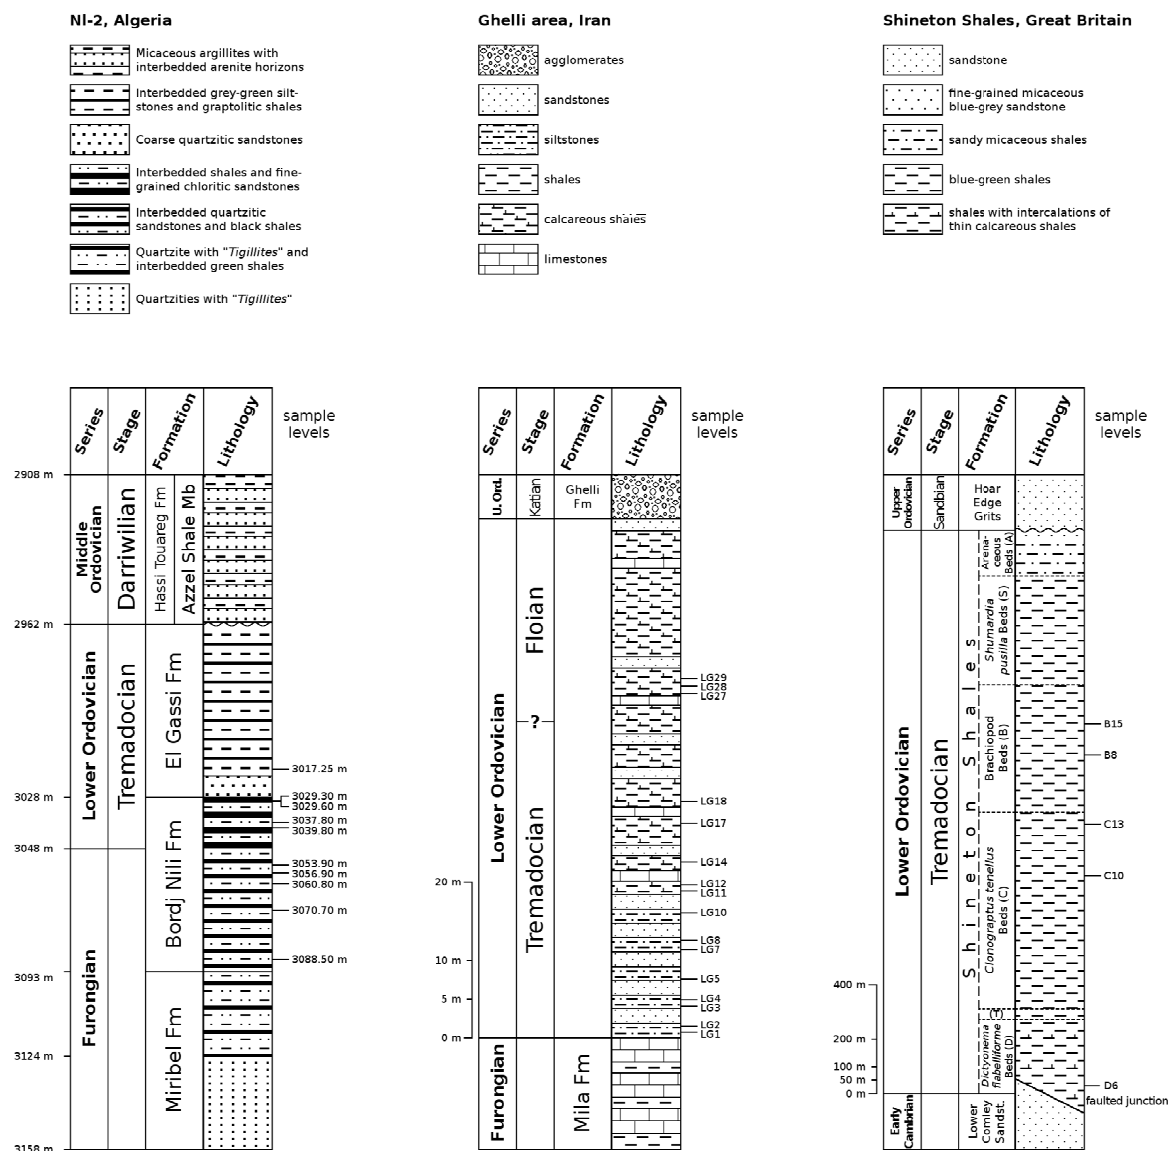 Nl-2, Algeria
Micaceous argillites with
interbedded arenite horizons
Interbedded grey-green silt-
stones and graptolitic shales
Coarse quartzitic sandstones
Interbedded shales and fine-
grained chloritic sandstones
Interbedded quartzitic
sandstones and black shales
Quartzite with "Tigillites" and
interbedded green shales
Quartzities with "Tigillites"
Ghelli area, Iran
agglomerates
sandstones
siltstones
shales
calcareous shales
limestones
Shineton Shales, Great Britain
sandstone
fine-grained micaceous
blue-grey sandstone
sandy micaceous shales
blue-green shales
shales with intercalations of
thin calcareous shales
Series
Stage
Formation
Lithology
sample
levels
2908 m
2962 m
3028 m
3048 m
3093 m
3124 m
3158 m
Middle
Ordovician
Lower Ordovician
Furongian
Darriwilian
Tremadocian
Hassi Touareg Fm
Azzel Shale Mb
El Gassi Fm
Bordj Nili Fm
Miribel Fm
3017.25 m
3029.30 m
3029.60 m
3037.80 m
3039.80 m
3053.90 m
3056.90 m
3060.80 m
3070.70 m
3088.50 m
Series
Stage
Formation
Lithology
sample
levels
U. Ord.
Katian
Ghelli
Fm
Lower Ordovician
Floian
?
Tremadocian
Furongian
Mila Fm
20 m
10 m
5 m
0 m
LG29
LG28
LG27
LG18
LG17
LG14
LG12
LG11
LG10
LG8
LG7
LG5
LG4
LG3
LG2
LG1
Series
Stage
Formation
Lithology
sample
levels
Upper
Ordovician
Sandbian
Hoar
Edge
Grits
Lower Ordovician
Tremadocian
Shineton Shales
Arena-
ceous
Beds (A)
Shumardia
pusilla Beds (S)
Brachiopod
Beds (B)
Clonograptus tenellus
Beds (C)
(T)
Dictyonema
flabelliforme
Beds (D)
Early
Cambrian
Lower
Comley
Sandst.
400 m
200 m
100 m
50 m
0 m
B15
B8
C13
C10
D6
faulted junction